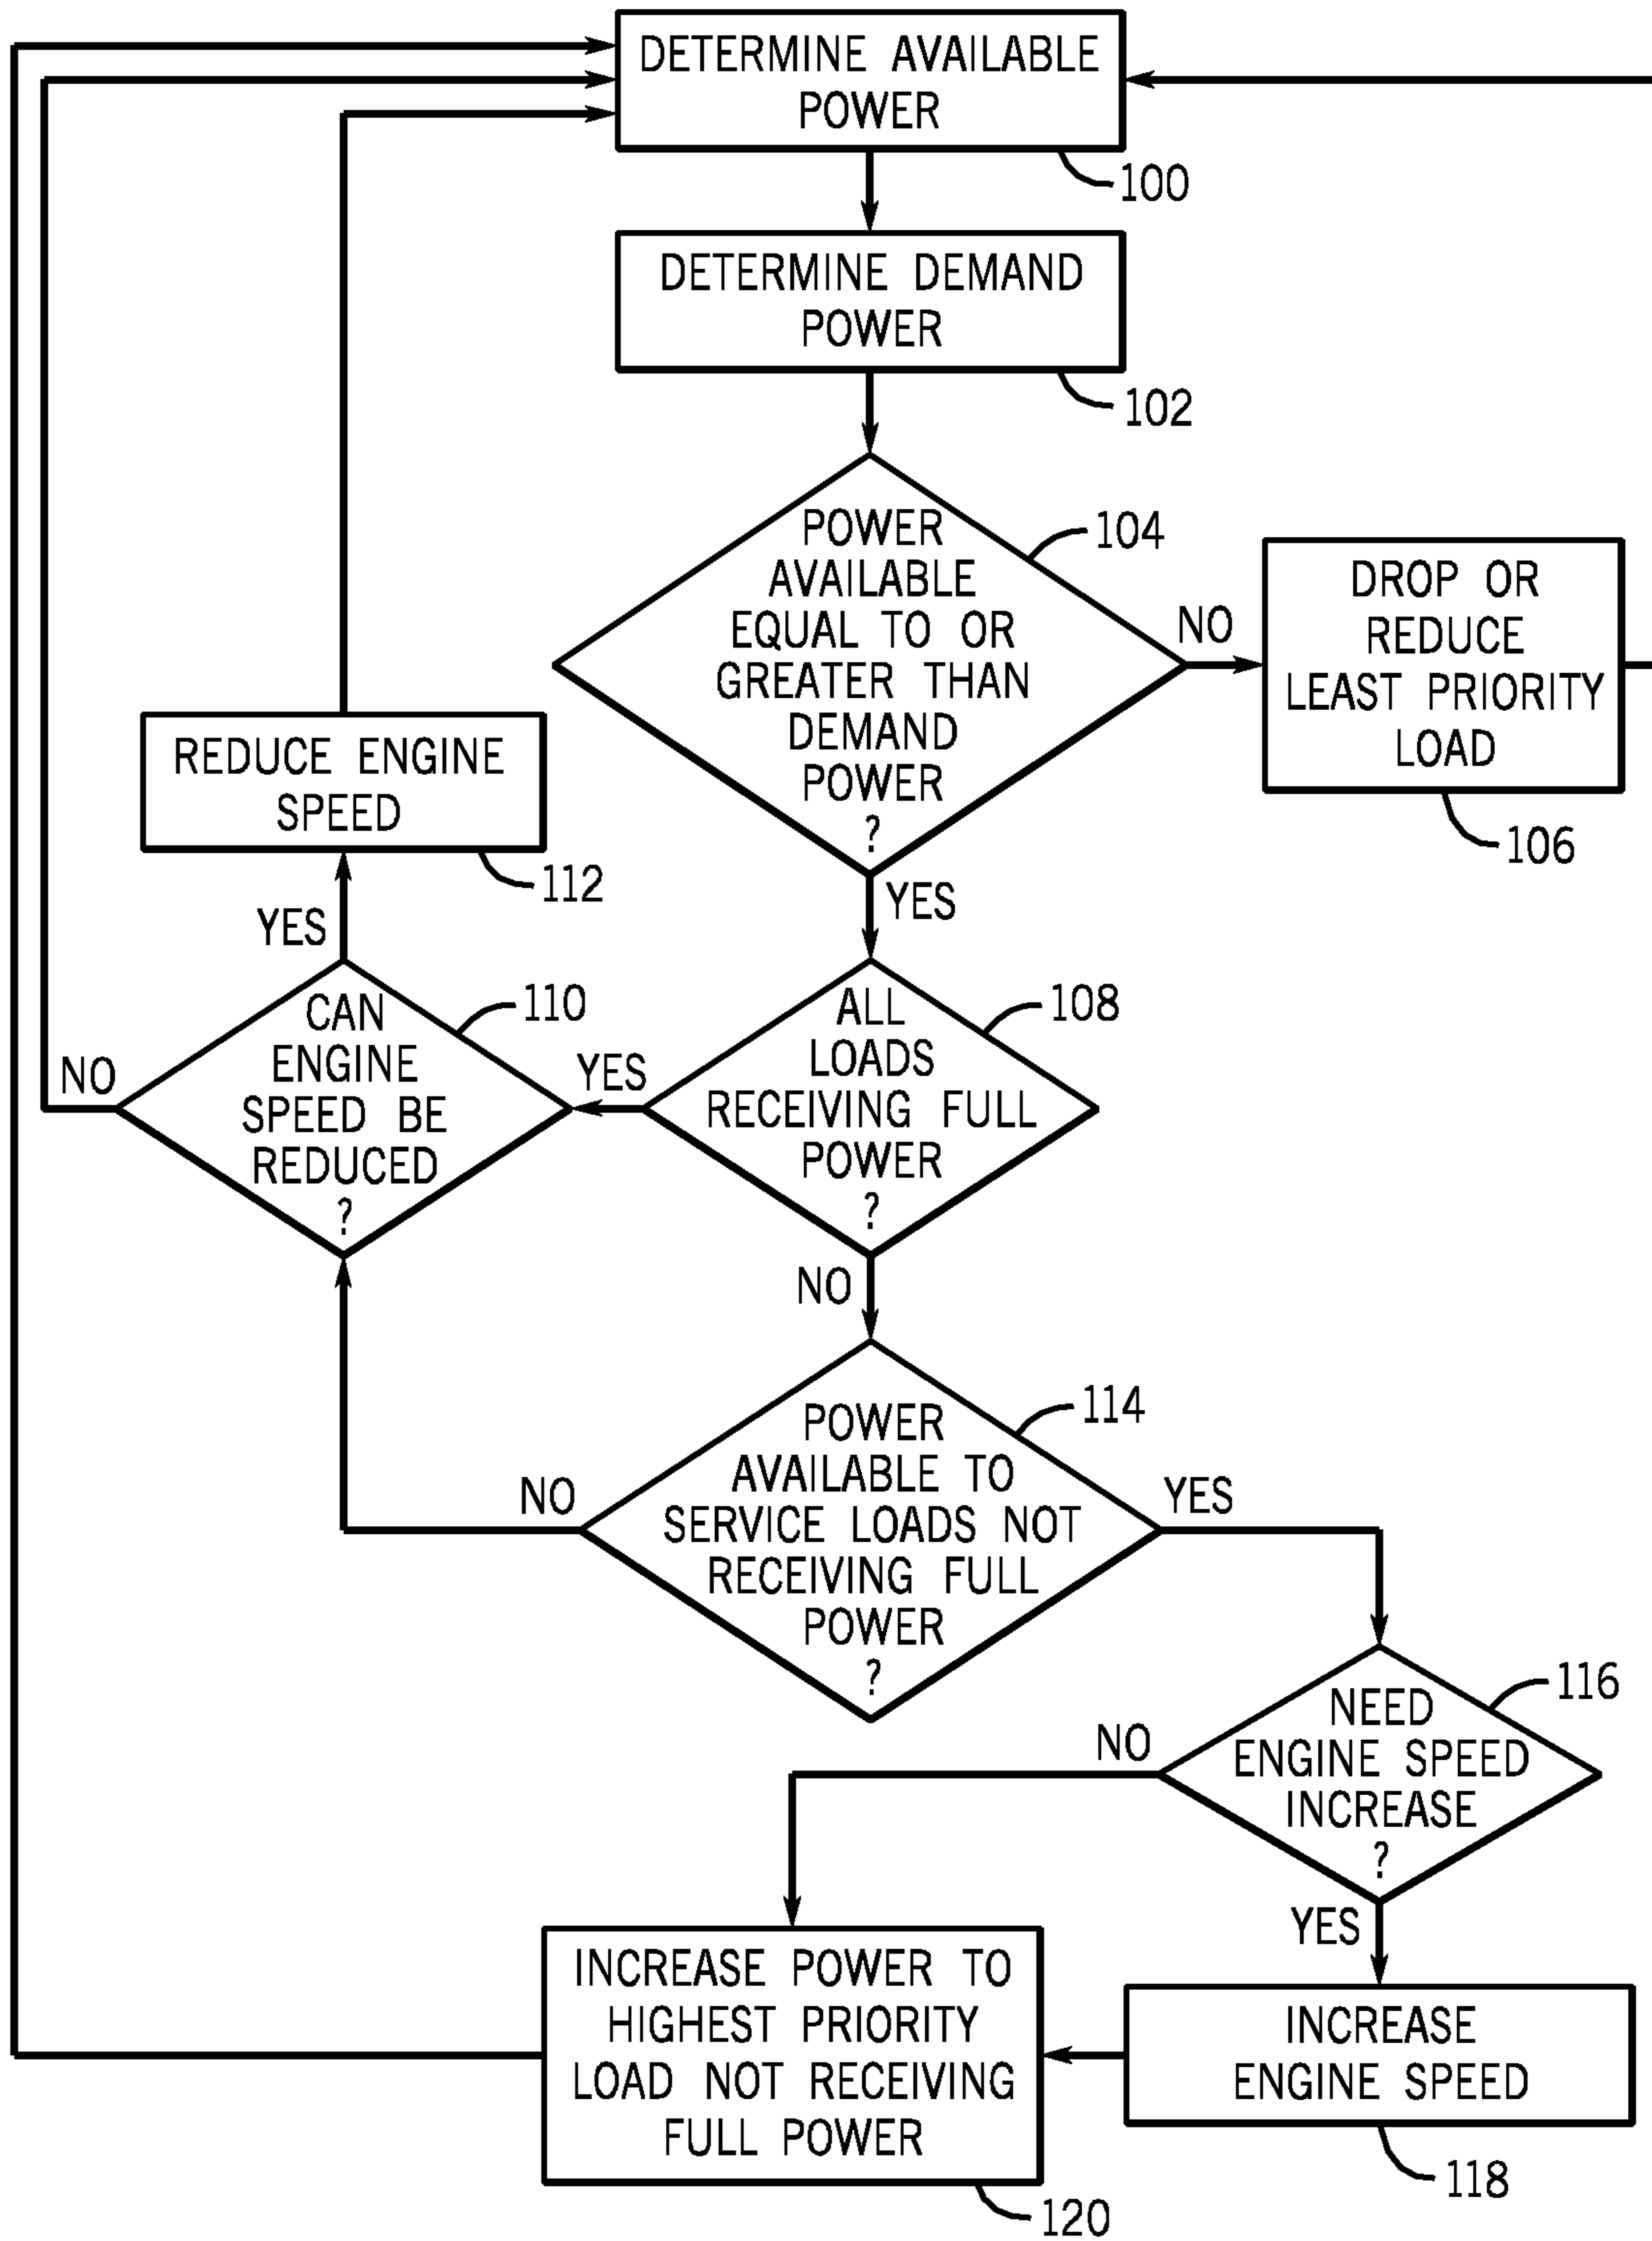 DETERMINE AVAILABLE
POWER
100
DETERMINE DEMAND
POWER
102
POWER
AVAILABLE
EQUAL TO OR
GREATER THAN
DEMAND
POWER
?
104
NO
DROP OR
REDUCE
LEAST PRIORITY
LOAD
106
YES
REDUCE ENGINE
SPEED
112
YES
CAN
ENGINE
SPEED BE
REDUCED
?
110
NO
YES
ALL
LOADS
RECEIVING FULL
POWER
?
108
NO
POWER
AVAILABLE TO
SERVICE LOADS NOT
RECEIVING FULL
POWER
?
114
NO
YES
NEED
ENGINE SPEED
INCREASE
?
116
NO
YES
INCREASE POWER TO
HIGHEST PRIORITY
LOAD NOT RECEIVING
FULL POWER
120
INCREASE
ENGINE SPEED
118